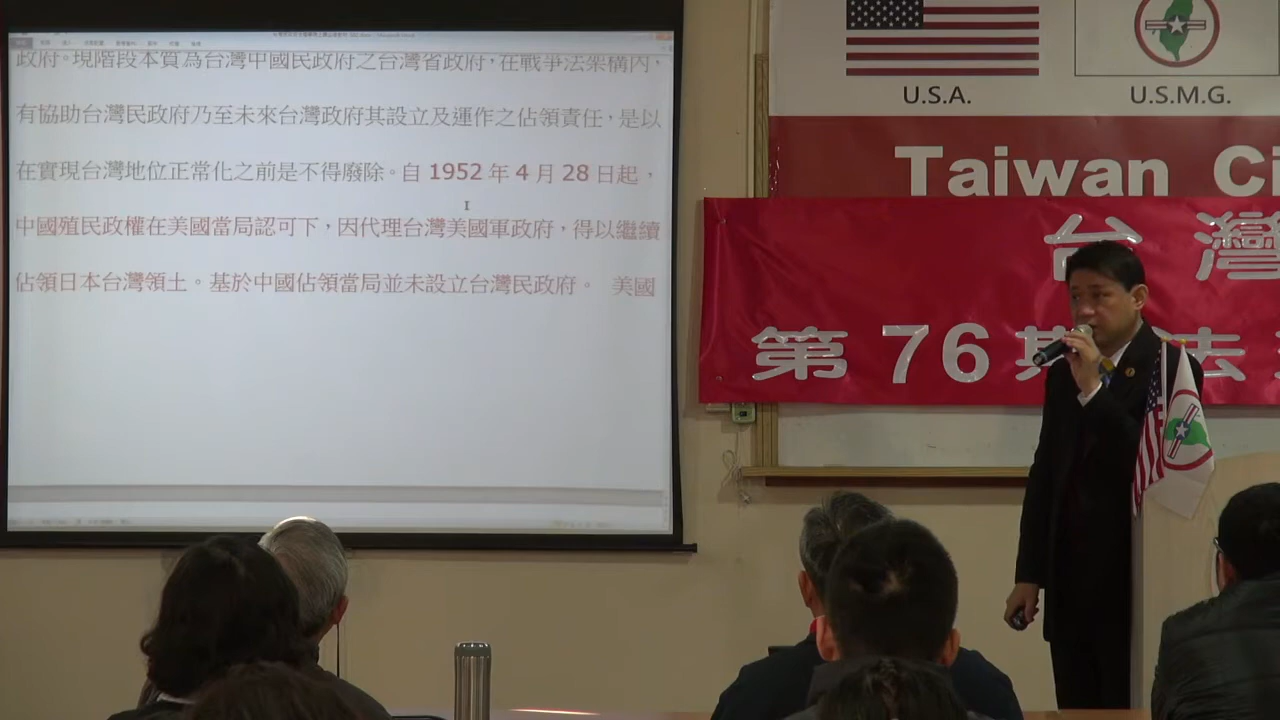 政府。現階段本質為台灣中國民政府之台灣省政府，在戰爭法架構內，
有協助台灣民政府乃至未來台灣政府其設立及運作之佔領責任，是以
在實現台灣地位正常化之前是不得廢除。自 1952 年 4 月 28 日起，
中國殖民政權在美國當局認可下，因代理台灣美國軍政府，得以繼續
佔領日本台灣領土。基於中國佔領當局並未設立台灣民政府。 美國
U.S.A.
U.S.M.G.
Taiwan Ci
台灣
第 76 期 法